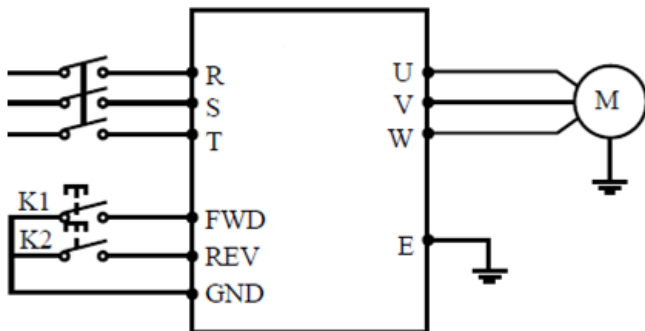 R U
S V M
T W
K1 FWD
K2 REV E
GND